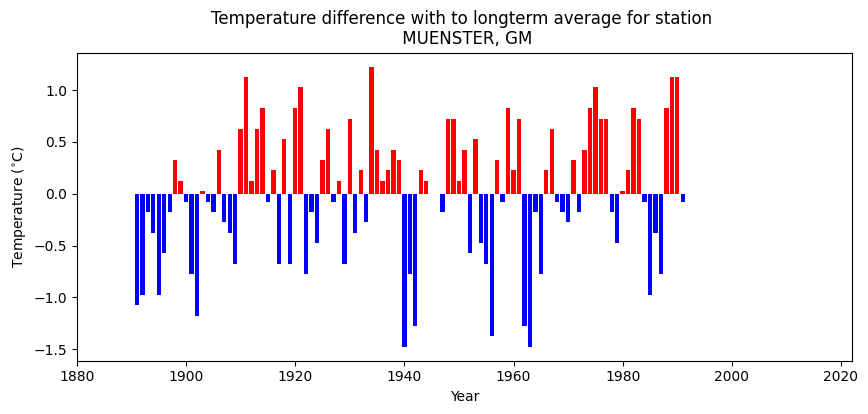 Temperature difference with to longterm average for station
MUENSTER, GM
Temperature (°C)
1.0
0.5
0.0
−0.5
−1.0
−1.5
1880 1900 1920 1940 1960 1980 2000 2020
Year